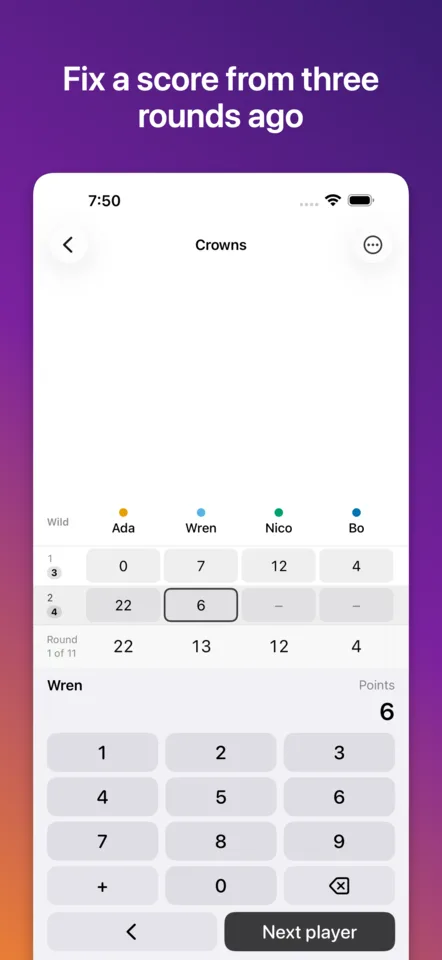 Fix a score from three
rounds ago
7:50
Crowns
Wild
Ada Wren Nico Bo
1
3
0 7 12 4
2
4
22 6 – –
Round
1 of 11
22 13 12 4
Wren Points
6
1 2 3
4 5 6
7 8 9
+ 0
Next player